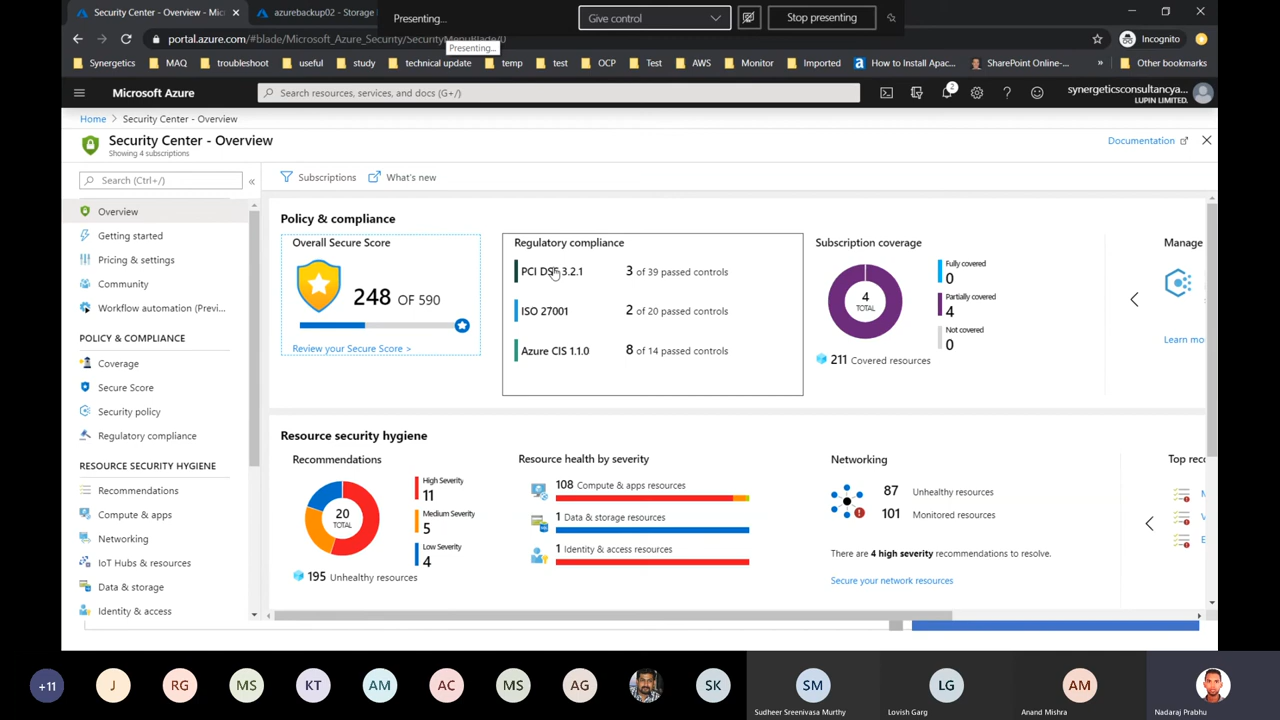 Security Center - Overview - Mic
azurebackup02 - Storage
Presenting...
Give control
Stop presenting
Presenting...
portal.azure.com/#blade/Microsoft_Azure_Security/SecurityMenuBlade/0
Incognito
Synergetics
MAQ
troubleshoot
useful
study
technical update
temp
test
OCP
Test
AWS
Monitor
Imported
How to Install Apac...
SharePoint Online-...
»
Other bookmarks
Microsoft Azure
Search resources, services, and docs (G+/)
2
synergeticsconsultancya...
LUPIN LIMITED.
Home > Security Center - Overview
Security Center - Overview
Showing 4 subscriptions
Documentation
Search (Ctrl+/)
«
Subscriptions
What's new
Overview
Getting started
Pricing & settings
Community
Workflow automation (Previ...
POLICY & COMPLIANCE
Coverage
Secure Score
Security policy
Regulatory compliance
RESOURCE SECURITY HYGIENE
Recommendations
Compute & apps
Networking
IoT Hubs & resources
Data & storage
Identity & access
Policy & compliance
Overall Secure Score
248 OF 590
Review your Secure Score >
Regulatory compliance
PCI DSS 3.2.1 3 of 39 passed controls
ISO 27001 2 of 20 passed controls
Azure CIS 1.1.0 8 of 14 passed controls
Subscription coverage
4
TOTAL
Fully covered
0
Partially covered
4
Not covered
0
211 Covered resources
Manage
Learn mo
Resource security hygiene
Recommendations
20
TOTAL
High Severity
11
Medium Severity
5
Low Severity
4
195 Unhealthy resources
Resource health by severity
108 Compute & apps resources
1 Data & storage resources
1 Identity & access resources
Networking
87 Unhealthy resources
101 Monitored resources
There are 4 high severity recommendations to resolve.
Secure your network resources
Top rec
+11
J
RG
MS
KT
AM
AC
MS
AG
SK
SM
LG
AM
Sudheer Sreenivasa Murthy
Lovish Garg
Anand Mishra
Nadaraj Prabhu